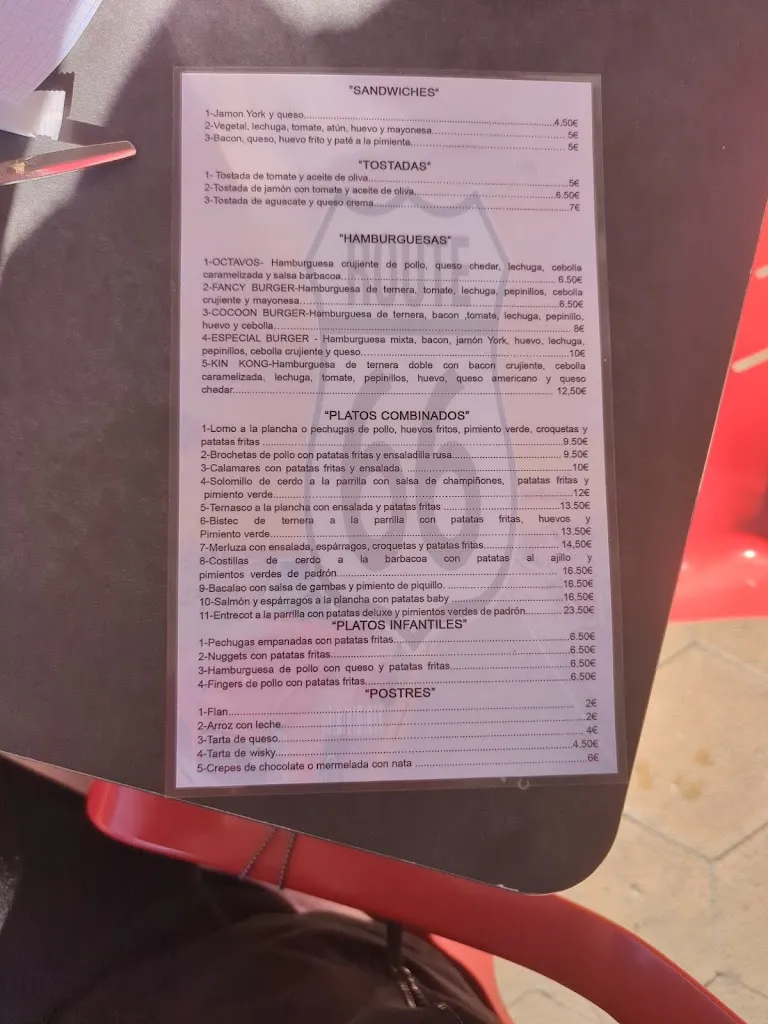 "SANDWICHES"
1-Jamon York y queso............4.50€
2-Vegetal, lechuga, tomate, atún, huevo y mayonesa............5€
3-Bacon, queso, huevo frito y patè a la pimienta............5€
"TOSTADAS"
1- Tostada de tomate y aceite de oliva............5€
2-Tostada de jamón con tomate y aceite de oliva............6.50€
3-Tostada de aguacate y queso crema............7€
"HAMBURGUESAS"
1-OCTAVOS- Hamburguesa crujiente de pollo, queso chedar, lechuga, cebolla
caramelizada y salsa barbacoa............ 6.50€
2-FANCY BURGER-Hamburguesa de ternera, tomate, lechuga, pepinillos, cebolla
crujiente y mayonesa............6.50€
3-COCOON BURGER-Hamburguesa de ternera, bacon ,tomate, lechuga, pepinillo,
huevo y cebolla............ 8€
4-ESPECIAL BURGER - Hamburguesa mixta, bacon, jamón York, huevo, lechuga,
pepinillos, cebolla crujiente y queso............10€
5-KIN KONG-Hamburguesa de ternera doble con bacon crujiente, cebolla
caramelizada, lechuga, tomate, pepinillos, huevo, queso americano y queso
chedar............ 12,50€
"PLATOS COMBINADOS"
1-Lomo a la plancha o pechugas de pollo, huevos fritos, pimiento verde, croquetas y
patatas fritas ............ 9.50€
2-Brochetas de pollo con patatas fritas y ensaladilla rusa............ 9.50€
3-Calamares con patatas fritas y ensalada............10€
4-Solomillo de cerdo a la parrilla con salsa de champiñones, patatas fritas y
pimiento verde............12€
5-Ternasco a la plancha con ensalada y patatas fritas ............13.50€
6-Bistec de ternera a la parrilla con patatas fritas, huevos y
Pimiento verde............ 13.50€
7-Merluza con ensalada, espárragos, croquetas y patatas fritas............ 14,50€
8-Costillas de cerdo a la barbacoa con patatas al ajillo y
pimientos verdes de padrón............ 16.50€
9-Bacalao con salsa de gambas y pimiento de piquillo............16.50€
10-Salmón y espárragos a la plancha con patatas baby ............16,50€
11-Entrecot a la parrilla con patatas deluxe y pimientos verdes de padrón............ 23.50€
"PLATOS INFANTILES"
1-Pechugas empanadas con patatas fritas............6.50€
2-Nuggets con patatas fritas............6.50€
3-Hamburguesa de pollo con queso y patatas fritas............6.50€
4-Fingers de pollo con patatas fritas............6.50€
"POSTRES"
1-Flan............ 2€
2-Arroz con leche............2€
3-Tarta de queso............4€
4-Tarta de wisky............4.50€
5-Crepes de chocolate o mermelada con nata ............6€
ROUTE
66